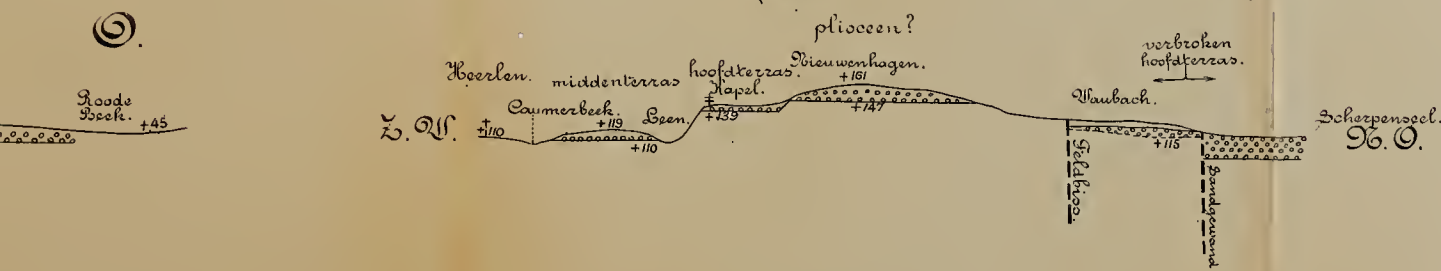 O.
Roode
Beek.
+45
Z.W.
Heerlen.
+110
Caumerbeek.
middenterras
+119
Leen.
+110
hoofdterras.
Kapel.
+139
plioceen?
Nieuwenhagen.
+161
+147
verbroken
hoofdterras.
Waubach.
+115
Feldbiss.
Sandgewand
Scherpenseel.
N.O.